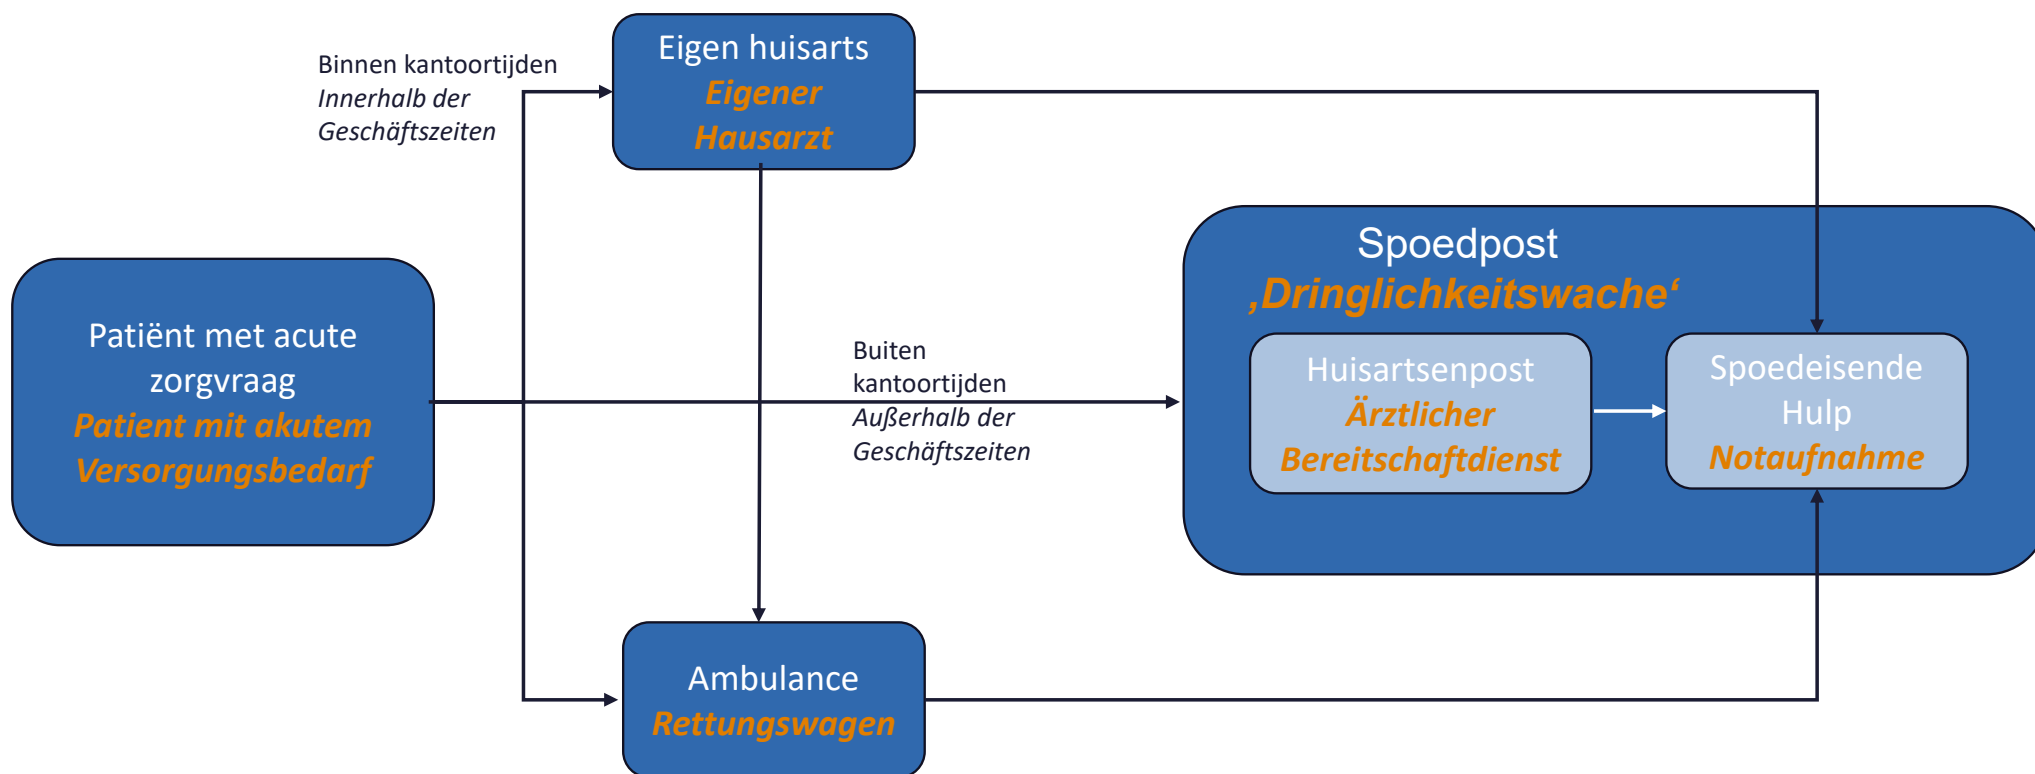 Eigen huisarts
Eigener
Hausarzt
Binnen kantoortijden
Innerhalb der
Geschäftszeiten
Patiënt met acute
zorgvraag
Patient mit akutem
Versorgungsbedarf
Buiten
kantoortijden
Außerhalb der
Geschäftszeiten
Spoedpost
‚Dringlichkeitswache‘
Huisartsenpost
Ärztlicher
Bereitschaftdienst
Spoedeisende
Hulp
Notaufnahme
Ambulance
Rettungswagen